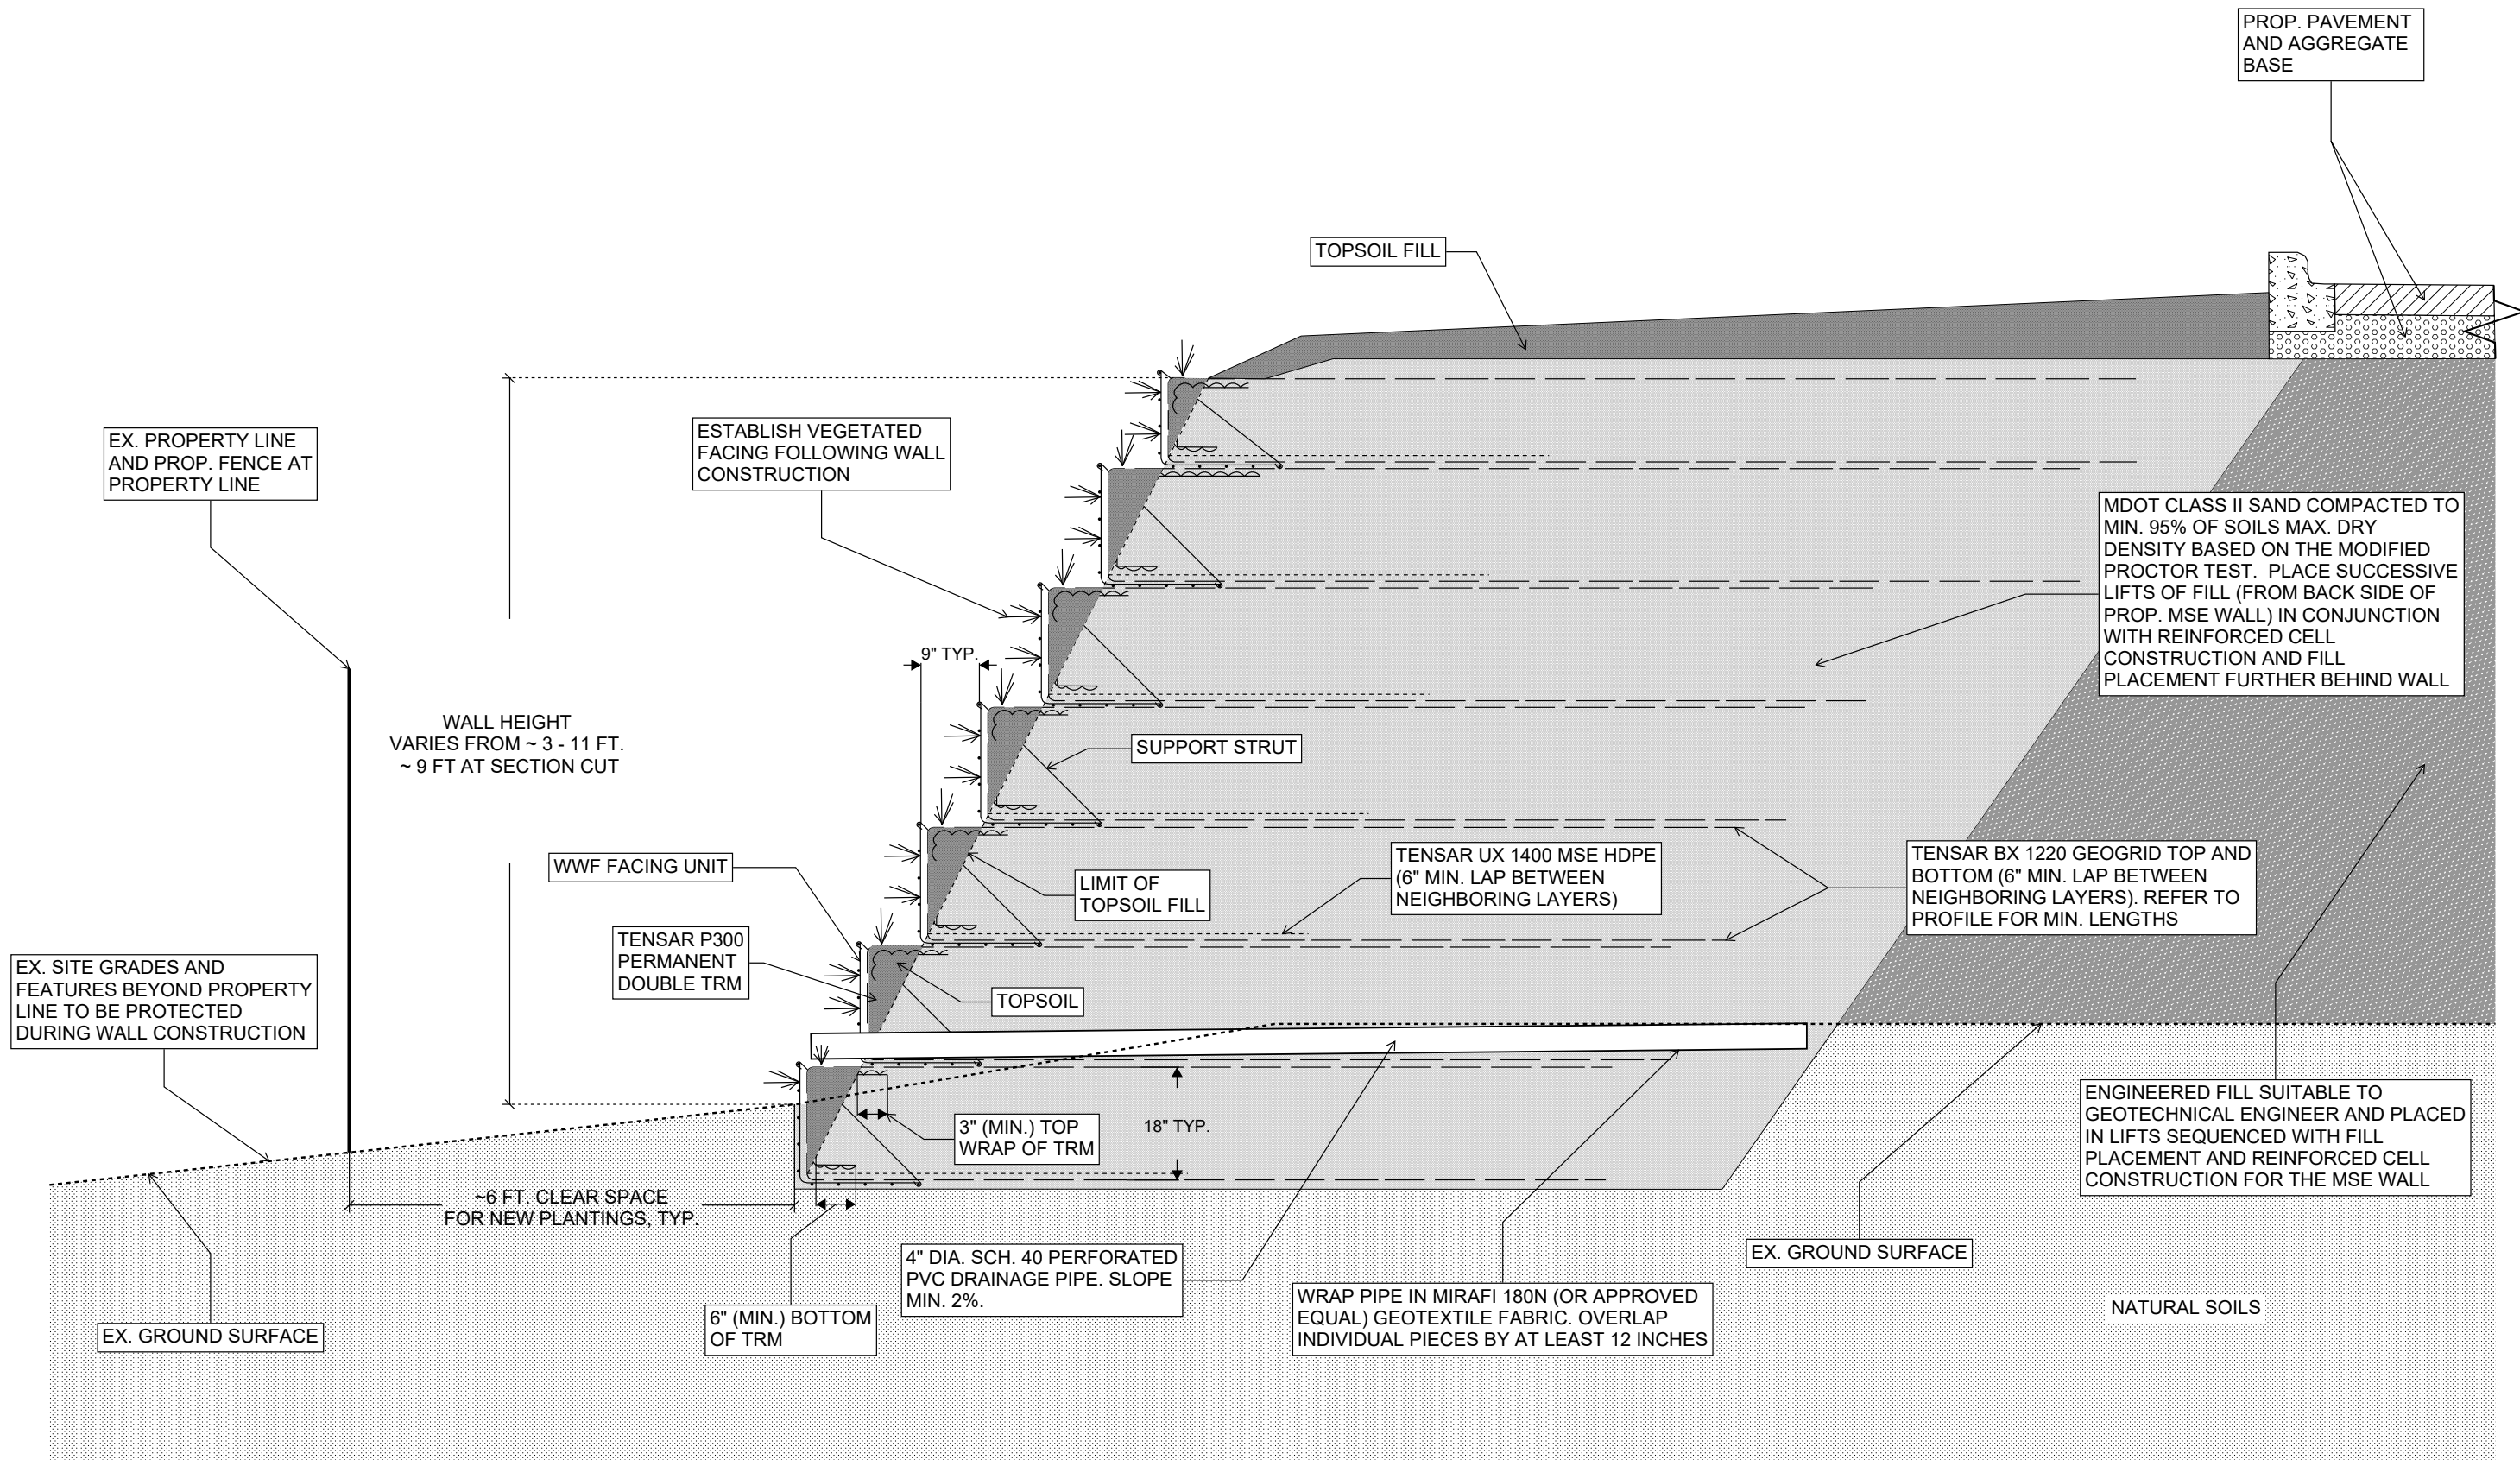 PROP. PAVEMENT
AND AGGREGATE
BASE
TOPSOIL FILL
EX. PROPERTY LINE
AND PROP. FENCE AT
PROPERTY LINE
ESTABLISH VEGETATED
FACING FOLLOWING WALL
CONSTRUCTION
MDOT CLASS II SAND COMPACTED TO
MIN. 95% OF SOILS MAX. DRY
DENSITY BASED ON THE MODIFIED
PROCTOR TEST.  PLACE SUCCESSIVE
LIFTS OF FILL (FROM BACK SIDE OF
PROP. MSE WALL) IN CONJUNCTION
WITH REINFORCED CELL
CONSTRUCTION AND FILL
PLACEMENT FURTHER BEHIND WALL
9" TYP.
WALL HEIGHT
VARIES FROM ~ 3 - 11 FT.
~ 9 FT AT SECTION CUT
SUPPORT STRUT
WWF FACING UNIT
LIMIT OF
TOPSOIL FILL
TENSAR UX 1400 MSE HDPE
(6" MIN. LAP BETWEEN
NEIGHBORING LAYERS)
TENSAR BX 1220 GEOGRID TOP AND
BOTTOM (6" MIN. LAP BETWEEN
NEIGHBORING LAYERS). REFER TO
PROFILE FOR MIN. LENGTHS
TENSAR P300
PERMANENT
DOUBLE TRM
EX. SITE GRADES AND
FEATURES BEYOND PROPERTY
LINE TO BE PROTECTED
DURING WALL CONSTRUCTION
TOPSOIL
3" (MIN.) TOP
WRAP OF TRM
18" TYP.
ENGINEERED FILL SUITABLE TO
GEOTECHNICAL ENGINEER AND PLACED
IN LIFTS SEQUENCED WITH FILL
PLACEMENT AND REINFORCED CELL
CONSTRUCTION FOR THE MSE WALL
~6 FT. CLEAR SPACE
FOR NEW PLANTINGS, TYP.
4" DIA. SCH. 40 PERFORATED
PVC DRAINAGE PIPE. SLOPE
MIN. 2%.
EX. GROUND SURFACE
WRAP PIPE IN MIRAFI 180N (OR APPROVED
EQUAL) GEOTEXTILE FABRIC. OVERLAP
INDIVIDUAL PIECES BY AT LEAST 12 INCHES
NATURAL SOILS
6" (MIN.) BOTTOM
OF TRM
EX. GROUND SURFACE